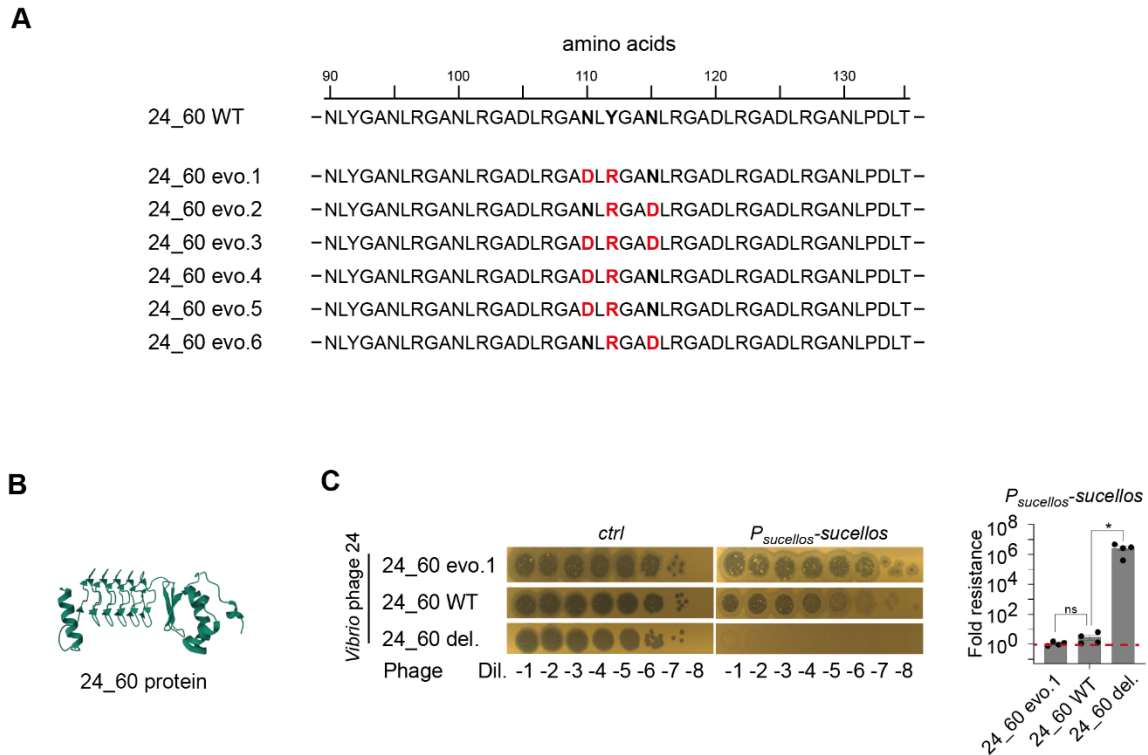 A
amino acids
90 100 110 120 130
24_60 WT –NLYGANLRGANLRGADLRGANLYGANLRGADLRGADLRGANLPDLT–
24_60 evo.1 –NLYGANLRGANLRGADLRGADLRGANLRGADLRGADLRGANLPDLT–
24_60 evo.2 –NLYGANLRGANLRGADLRGANLRGADLRGADLRGADLRGANLPDLT–
24_60 evo.3 –NLYGANLRGANLRGADLRGADLRGADLRGADLRGADLRGANLPDLT–
24_60 evo.4 –NLYGANLRGANLRGADLRGADLRGANLRGADLRGADLRGANLPDLT–
24_60 evo.5 –NLYGANLRGANLRGADLRGADLRGANLRGADLRGADLRGANLPDLT–
24_60 evo.6 –NLYGANLRGANLRGADLRGANLRGADLRGADLRGADLRGANLPDLT–
B
24_60 protein
C
ctrl
Psucellos-sucellos
Vibrio phage 24
24_60 evo.1
24_60 WT
24_60 del.
Phage Dil. -1 -2 -3 -4 -5 -6 -7 -8 -1 -2 -3 -4 -5 -6 -7 -8
Psucellos-sucellos
Fold resistance
10^8
10^6
10^4
10^2
10^0
ns
*
24_60 evo.1
24_60 WT
24_60 del.